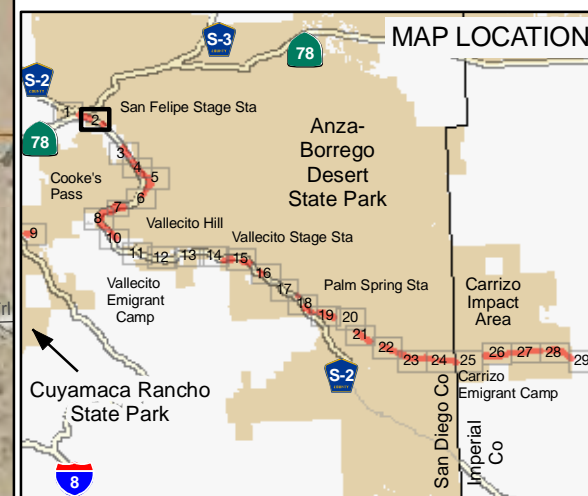 MAP LOCATION
S-3
78
S-2
1
2
San Felipe Stage Sta
78
Anza-
Borrego
Desert
State Park
3
4
5
Cooke's
Pass
6
7
8
Vallecito Hill
9
10
Vallecito Stage Sta
11
12
13
14
15
16
Vallecito
Emigrant
Camp
17
Palm Spring Sta
Carrizo
Impact
Area
18
19
20
21
22
23
24
25
26
27
28
29
S-2
Carrizo
Emigrant Camp
Cuyamaca Rancho
State Park
San Diego Co
Imperial
Co
8